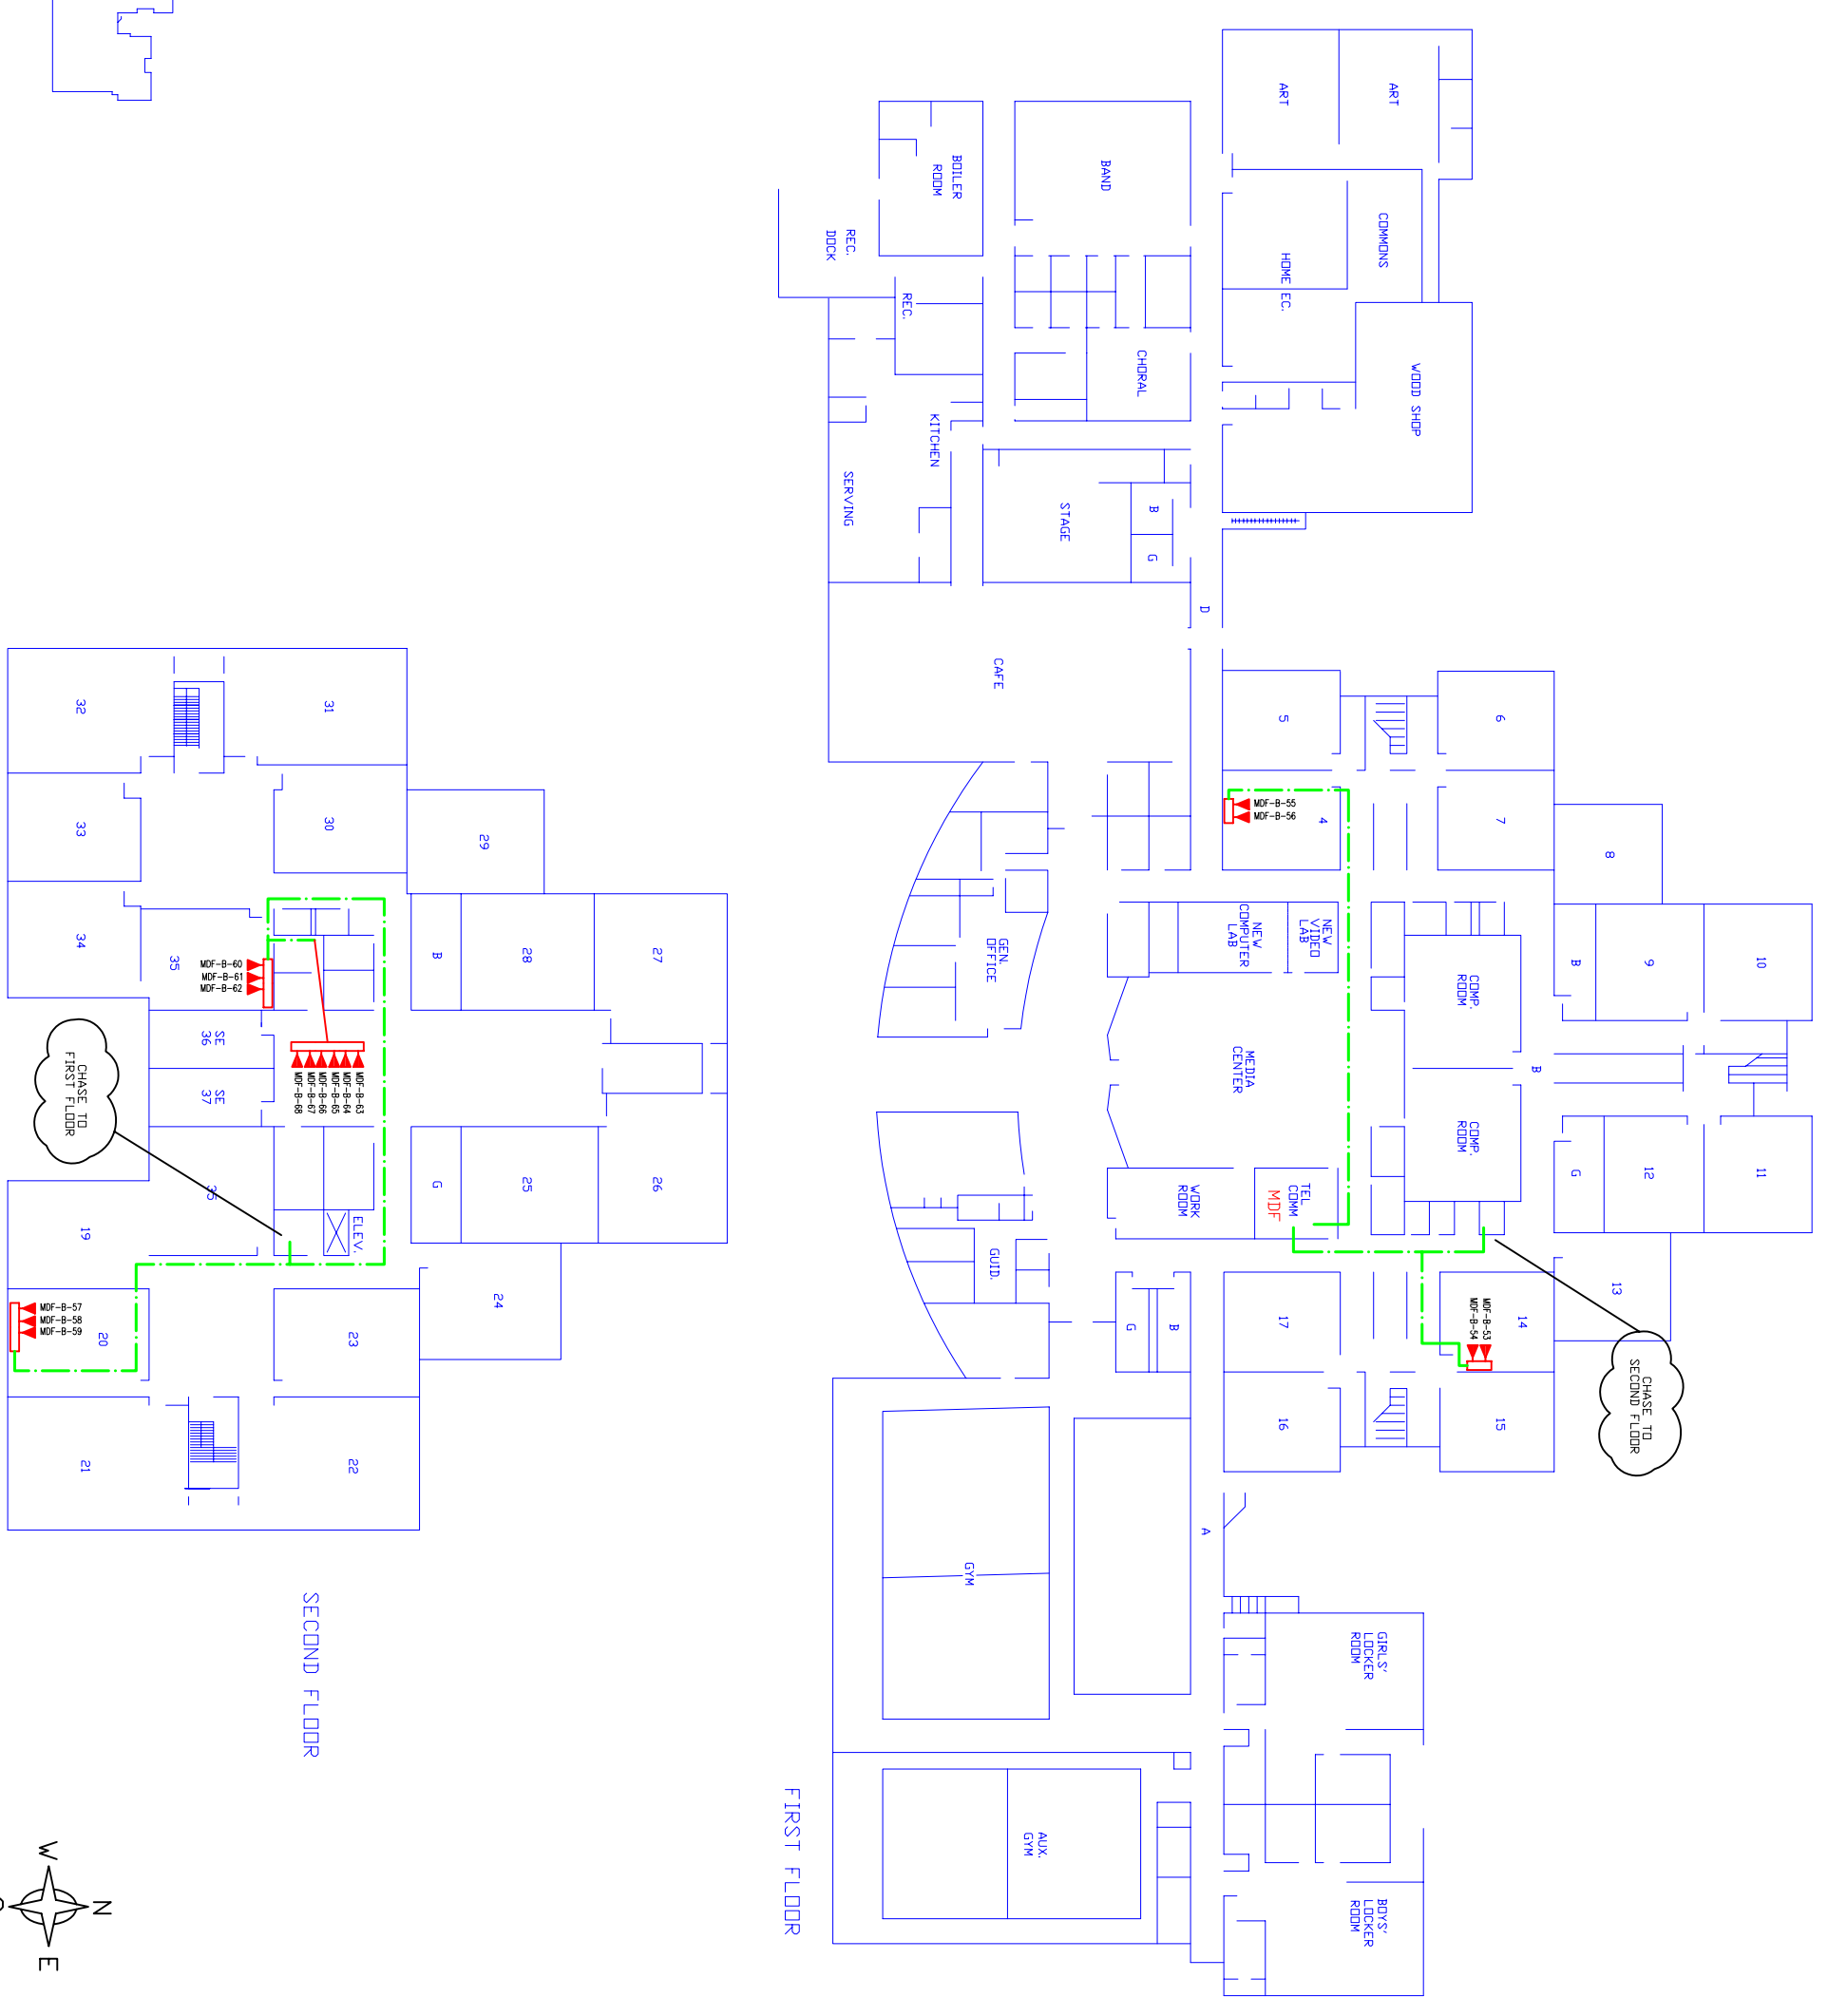 ART
ART
COMMONS
HOME EC.
WOOD SHOP
BAND
CHORAL
BOILER
ROOM
REC.
DOCK
REC.
KITCHEN
SERVING
STAGE
B
G
D
CAFE
5
6
4
MDF-B-55
MDF-B-56
7
8
NEW
VIDEO
LAB
NEW
COMPUTER
LAB
GEN.
OFFICE
COMP.
ROOM
COMP.
ROOM
B
B
9
10
MEDIA
CENTER
WORK
ROOM
TEL
COMM
MDF
G
12
11
13
GUID.
G
B
17
16
14
MDF-B-53
MDF-B-54
15
CHASE TO
SECOND FLOOR
A
GYM
GIRLS'
LOCKER
ROOM
AUX.
GYM
BOYS'
LOCKER
ROOM
FIRST FLOOR
32
31
33
30
29
34
35
MDF-B-60
MDF-B-61
MDF-B-62
B
28
27
SE
36
SE
37
MDF-B-63
MDF-B-64
MDF-B-65
MDF-B-66
MDF-B-67
MDF-B-68
CHASE TO
FIRST FLOOR
35
ELEV.
G
25
26
19
MDF-B-57
MDF-B-58
MDF-B-59
20
23
24
21
22
SECOND FLOOR
N
W
E